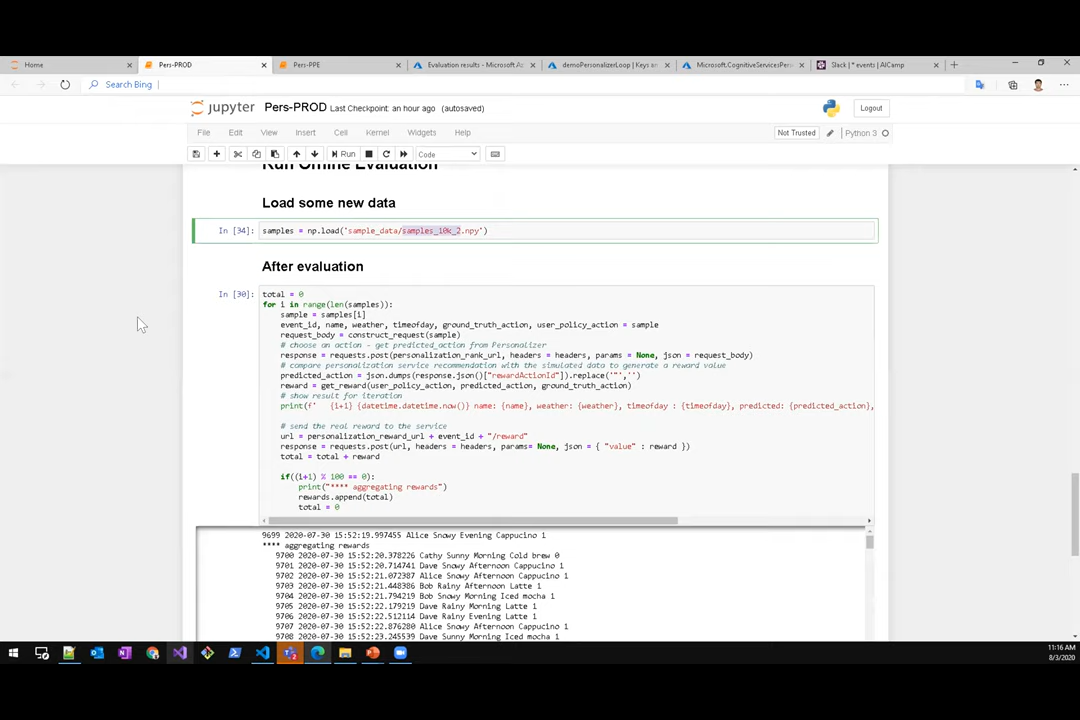 Home
Pers-PROD
Pers-PPE
Evaluation results - Microsoft Az
demoPersonalizerLoop | Keys an
Microsoft.CognitiveServicesPers
Slack | * events | AICamp
Search Bing
jupyter Pers-PROD Last Checkpoint: an hour ago (autosaved)
Logout
File Edit View Insert Cell Kernel Widgets Help
Not Trusted
Python 3
Run
Code
Run Online Evaluation
Load some new data
In [34]: samples = np.load('sample_data/samples_10k_2.npy')
After evaluation
In [30]: total = 0
for i in range(len(samples)):
sample = samples[i]
event_id, name, weather, timeofday, ground_truth_action, user_policy_action = sample
request_body = construct_request(sample)
# choose an action - get predicted_action from Personalizer
response = requests.post(personalization_rank_url, headers = headers, params = None, json = request_body)
# compare personalization service recommendation with the simulated data to generate a reward value
predicted_action = json.dumps(response.json()["rewardActionId"]).replace('"','')
reward = get_reward(user_policy_action, predicted_action, ground_truth_action)
# show result for iteration
print(f' {i+1} {datetime.datetime.now()} name: {name}, weather: {weather}, timeofday : {timeofday}, predicted: {predicted_action},
# send the real reward to the service
url = personalization_reward_url + event_id + "/reward"
response = requests.post(url, headers = headers, params= None, json = { "value" : reward })
total = total + reward
if((i+1) % 100 == 0):
print("**** aggregating rewards")
rewards.append(total)
total = 0
9699 2020-07-30 15:52:19.997455 Alice Snowy Evening Cappucino 1
**** aggregating rewards
9700 2020-07-30 15:52:20.378226 Cathy Sunny Morning Cold brew 0
9701 2020-07-30 15:52:20.714741 Dave Snowy Afternoon Cappucino 1
9702 2020-07-30 15:52:21.072387 Alice Snowy Afternoon Cappucino 1
9703 2020-07-30 15:52:21.448386 Bob Rainy Afternoon Latte 1
9704 2020-07-30 15:52:21.794219 Bob Snowy Morning Iced mocha 1
9705 2020-07-30 15:52:22.179219 Dave Rainy Morning Latte 1
9706 2020-07-30 15:52:22.512114 Dave Rainy Evening Latte 1
9707 2020-07-30 15:52:22.876280 Alice Snowy Afternoon Cappucino 1
9708 2020-07-30 15:52:23.245539 Dave Sunny Morning Iced mocha 1
11:16 AM
8/3/2020